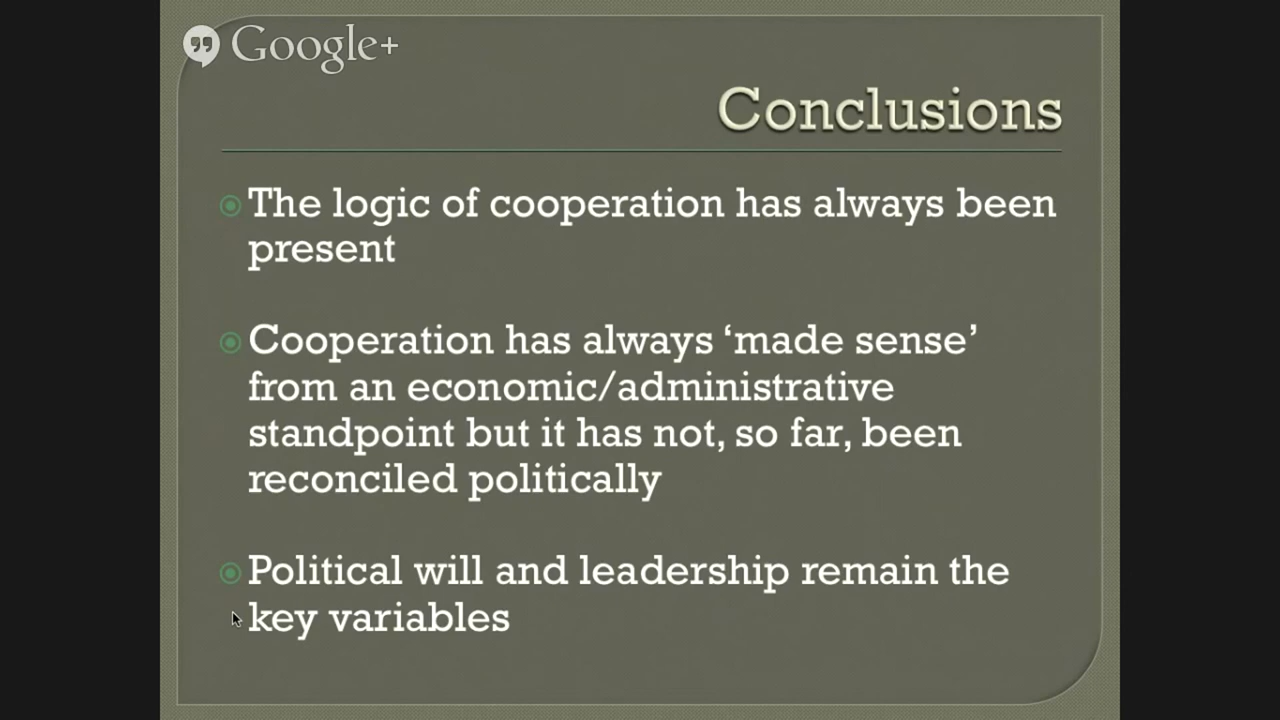 Google+
Conclusions
The logic of cooperation has always been
present
Cooperation has always ‘made sense’
from an economic/administrative
standpoint but it has not, so far, been
reconciled politically
Political will and leadership remain the
key variables